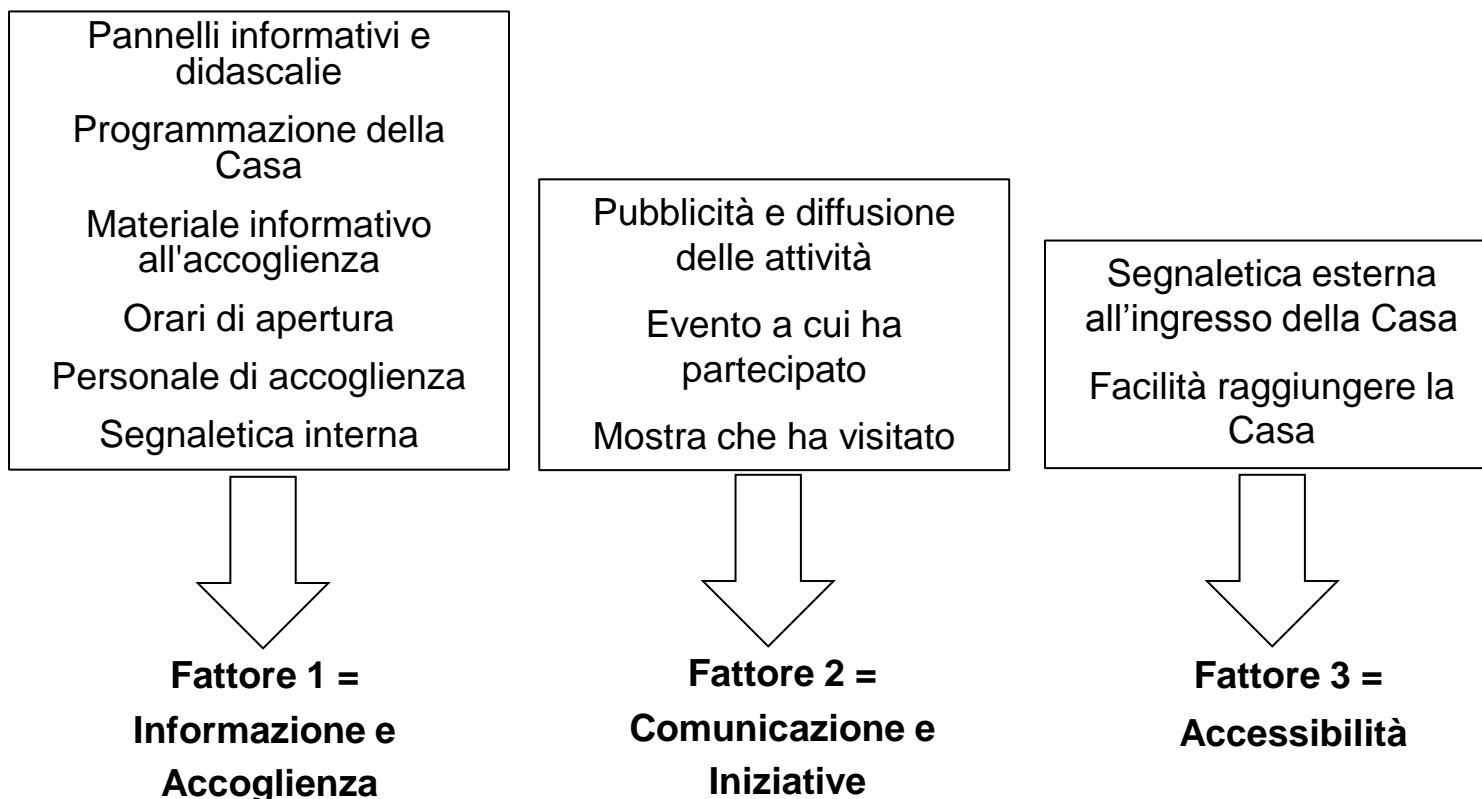 Pannelli informativi e
didascalie
Programmazione della
Casa
Materiale informativo
all'accoglienza
Orari di apertura
Personale di accoglienza
Segnaletica interna
Pubblicità e diffusione
delle attività
Evento a cui ha
partecipato
Mostra che ha visitato
Segnaletica esterna
all’ingresso della Casa
Facilità raggiungere la
Casa
Fattore 1 =
Informazione e
Accoglienza
Fattore 2 =
Comunicazione e
Iniziative
Fattore 3 =
Accessibilità